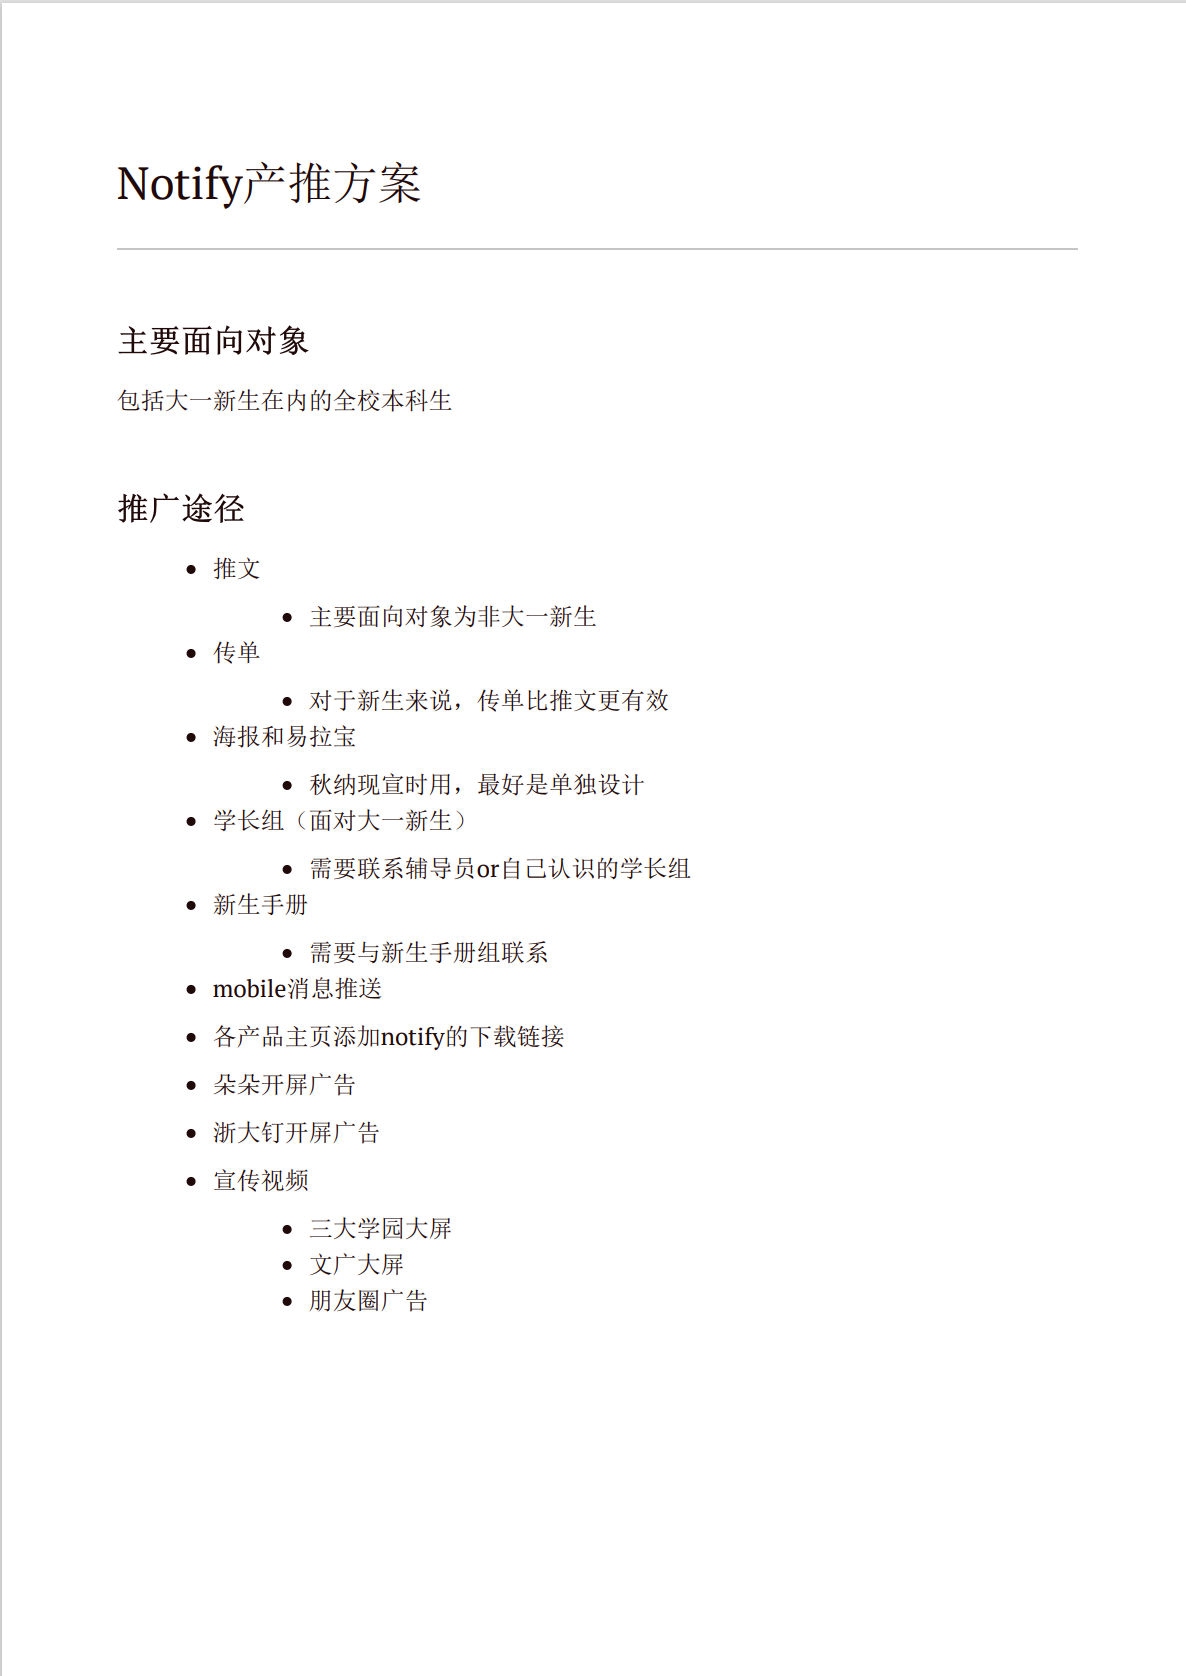 Notify产推方案
主要面向对象
包括大一新生在内的全校本科生
推广途径
推文
主要面向对象为非大一新生
传单
对于新生来说，传单比推文更有效
海报和易拉宝
秋纳现宣时用，最好是单独设计
学长组（面对大一新生）
需要联系辅导员or自己认识的学长组
新生手册
需要与新生手册组联系
mobile消息推送
各产品主页添加notify的下载链接
朵朵开屏广告
浙大钉开屏广告
宣传视频
三大学园大屏
文广大屏
朋友圈广告